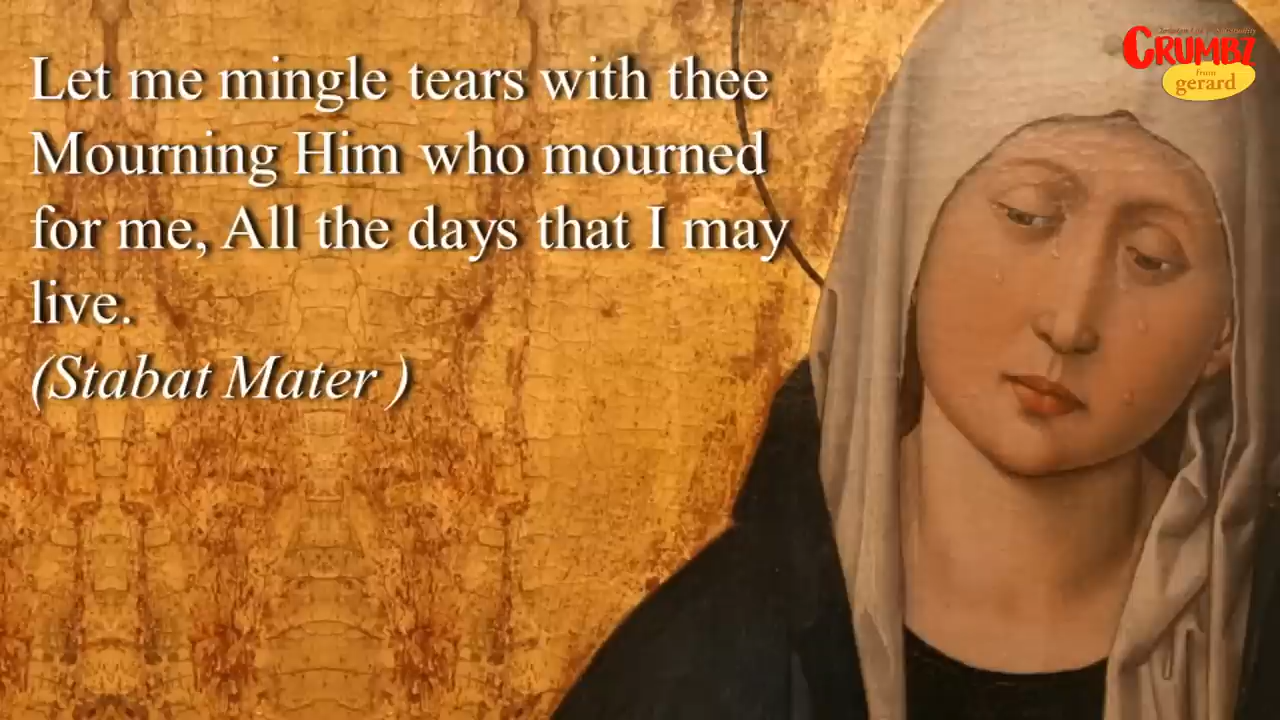 Let me mingle tears with thee
Mourning Him who mourned
for me, All the days that I may
live.
(Stabat Mater )
CRUMBZ
from
gerard